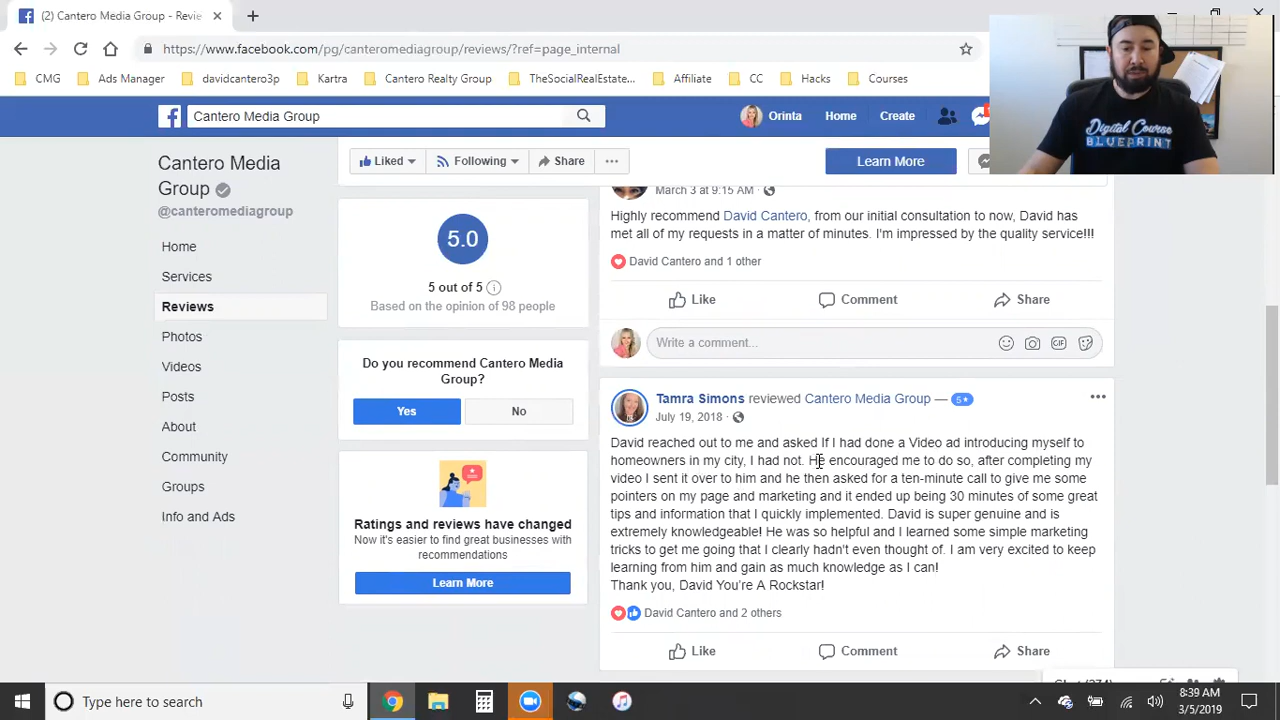 (2) Cantero Media Group - Revie
https://www.facebook.com/pg/canteromediagroup/reviews/?ref=page_internal
CMG Ads Manager davidcantero3p Kartra Cantero Realty Group TheSocialRealEstate... Affiliate CC Hacks Courses
Cantero Media Group Orinta Home Create
Digital Course
BLUEPRINT
Cantero Media
Group
@canteromediagroup
Home
Services
Reviews
Photos
Videos
Posts
About
Community
Groups
Info and Ads
Liked Following Share Learn More
5.0
5 out of 5
Based on the opinion of 98 people
Do you recommend Cantero Media
Group?
Yes No
Ratings and reviews have changed
Now it's easier to find great businesses with
recommendations
Learn More
March 3 at 9:15 AM
Highly recommend David Cantero, from our initial consultation to now, David has
met all of my requests in a matter of minutes. I'm impressed by the quality service!!!
David Cantero and 1 other
Like Comment Share
Write a comment...
GIF
Tamra Simons reviewed Cantero Media Group — 5★
July 19, 2018
David reached out to me and asked If I had done a Video ad introducing myself to
homeowners in my city, I had not. He encouraged me to do so, after completing my
video I sent it over to him and he then asked for a ten-minute call to give me some
pointers on my page and marketing and it ended up being 30 minutes of some great
tips and information that I quickly implemented. David is super genuine and is
extremely knowledgeable! He was so helpful and I learned some simple marketing
tricks to get me going that I clearly hadn't even thought of. I am very excited to keep
learning from him and gain as much knowledge as I can!
Thank you, David You're A Rockstar!
David Cantero and 2 others
Like Comment Share
Type here to search
8:39 AM
3/5/2019